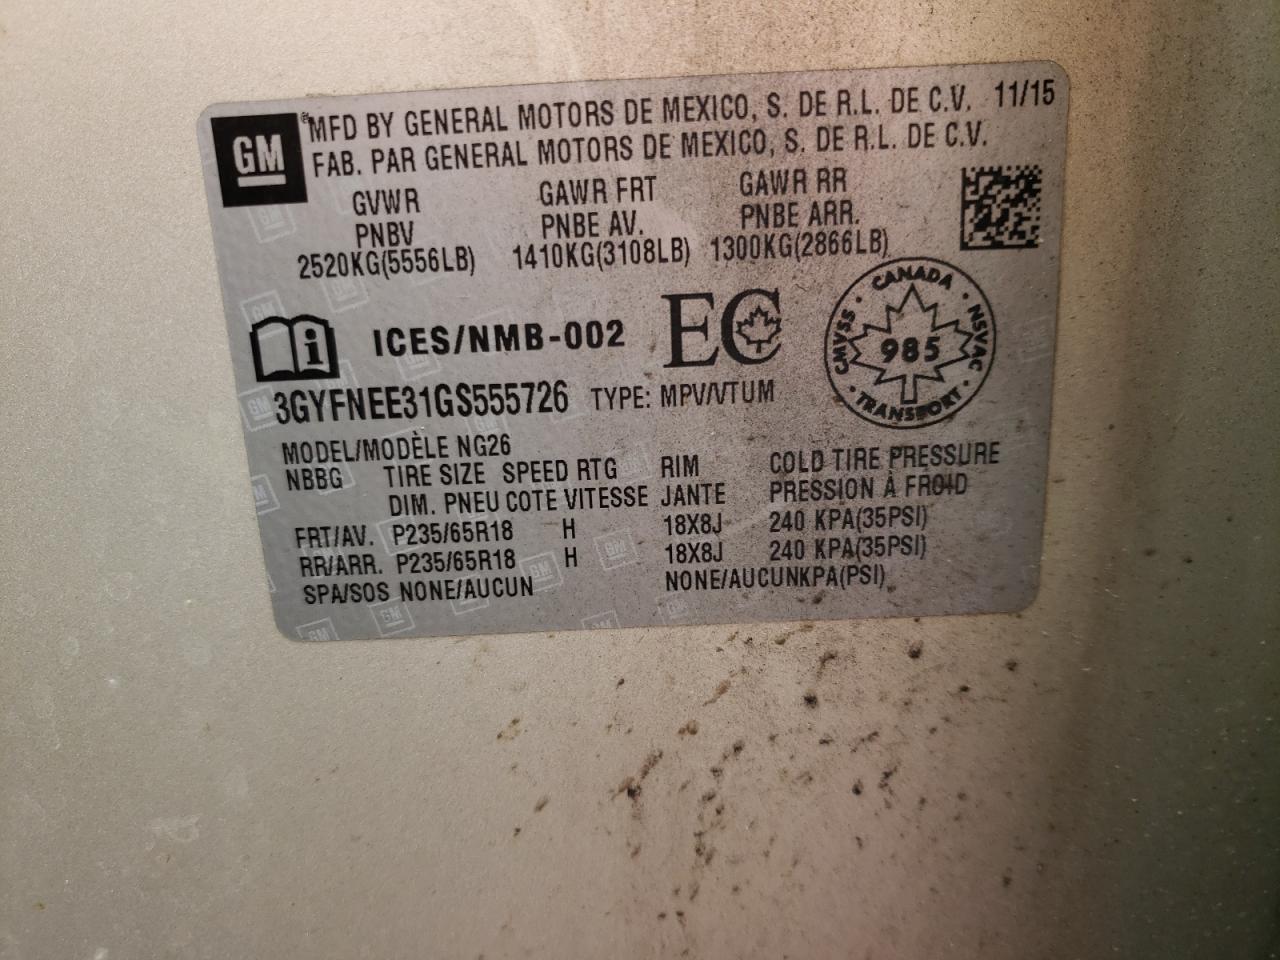 GM
MFD BY GENERAL MOTORS DE MEXICO, S. DE R.L. DE C.V. 11/15
FAB. PAR GENERAL MOTORS DE MEXICO, S. DE R.L. DE C.V.
GVWR GAWR FRT GAWR RR
PNBV PNBE AV. PNBE ARR.
2520KG(5556LB) 1410KG(3108LB) 1300KG(2866LB)
i ICES/NMB-002 EC
CANADA
CMVSS 985 NSVAC
TRANSPORT
3GYFNEE31GS555726 TYPE: MPV/VTUM
MODEL/MODÈLE NG26
NBBG TIRE SIZE SPEED RTG RIM COLD TIRE PRESSURE
DIM. PNEU COTE VITESSE JANTE PRESSION À FROID
FRT/AV. P235/65R18 H 18X8J 240 KPA(35PSI)
RR/ARR. P235/65R18 H 18X8J 240 KPA(35PSI)
SPA/SOS NONE/AUCUN NONE/AUCUNKPA(PSI)